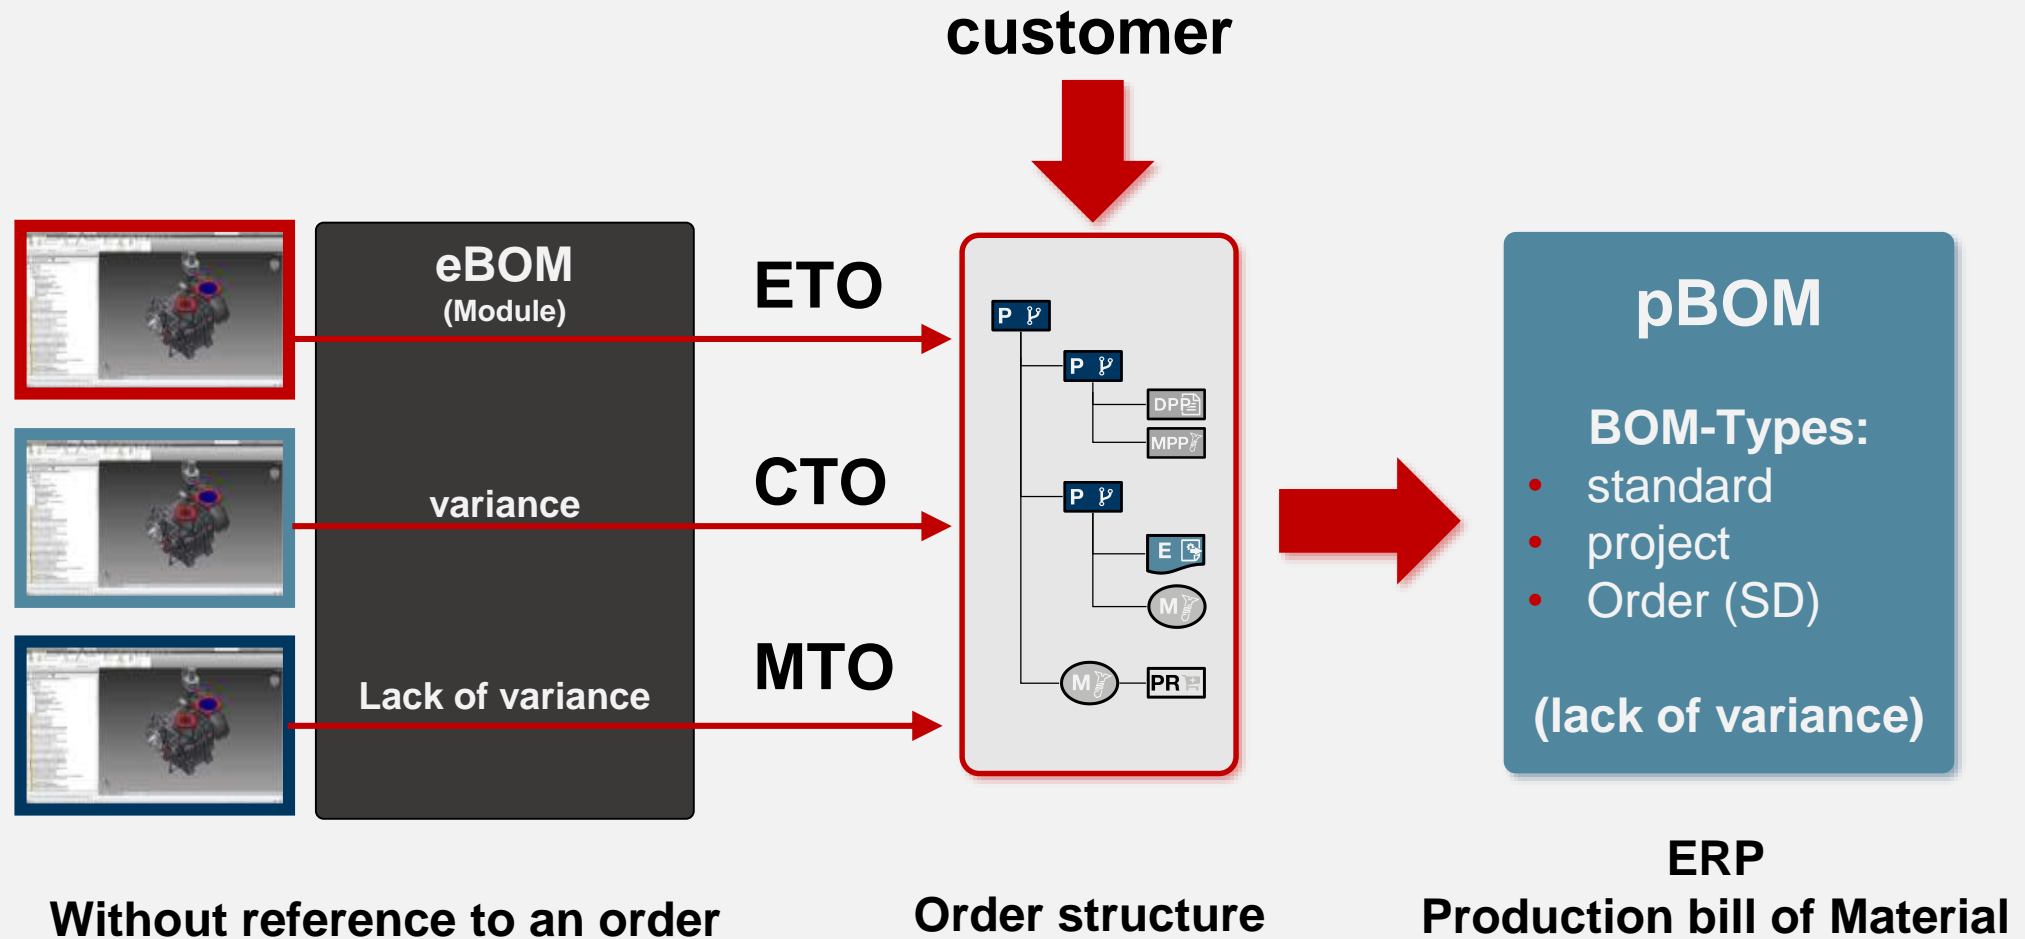 customer
eBOM
(Module)
variance
Lack of variance
ETO
CTO
MTO
P
P
DPP
MPP
P
E
M
M
PR
pBOM
BOM-Types:
• standard
• project
• Order (SD)
(lack of variance)
Without reference to an order
Order structure
ERP
Production bill of Material